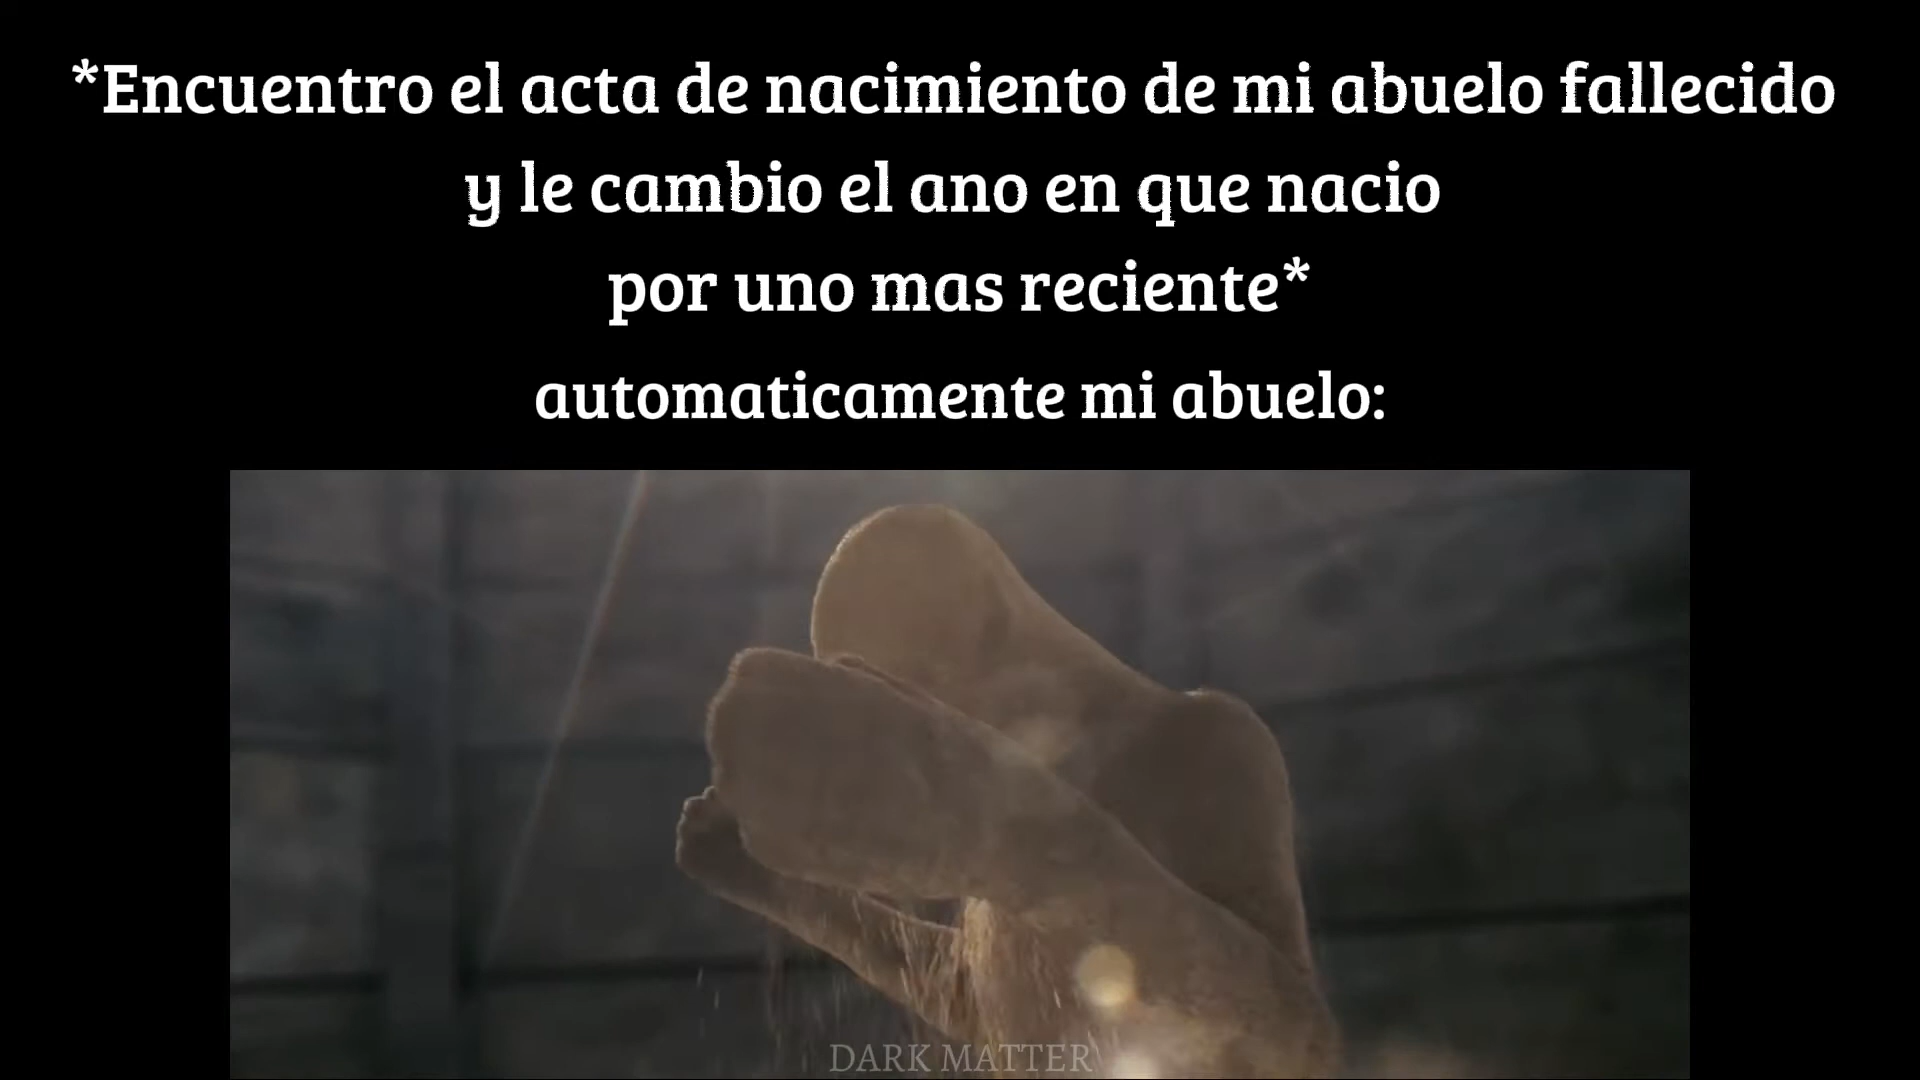 *Encuentro el acta de nacimiento de mi abuelo fallecido
y le cambio el ano en que nacio
por uno mas reciente*
automaticamente mi abuelo:
DARK MATTER